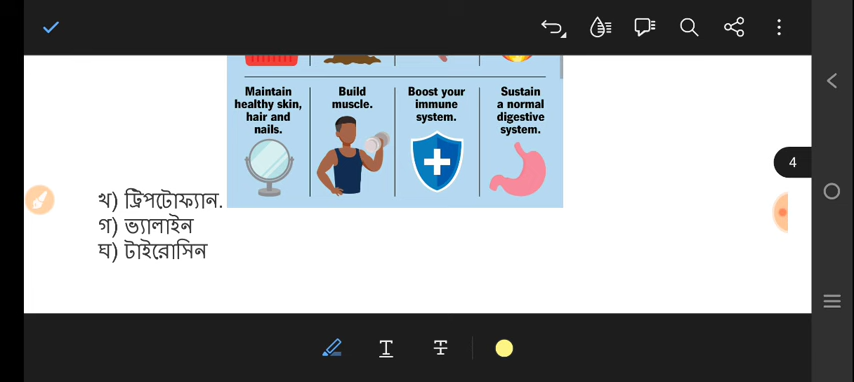 Maintain
healthy skin,
hair and
nails.
Build
muscle.
Boost your
immune
system.
Sustain
a normal
digestive
system.
4
খ) ট্রিপটোফ্যান.
গ) ভ্যালাইন
ঘ) টাইরোসিন